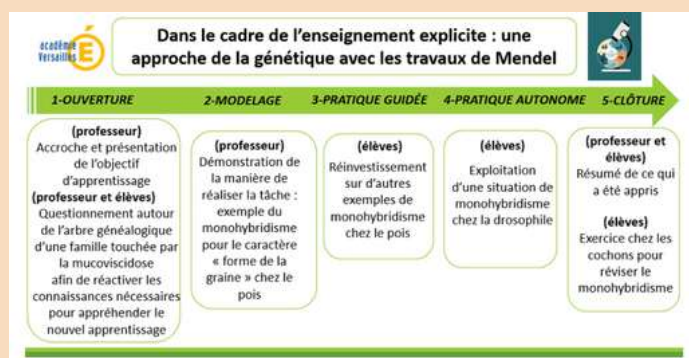 académie
Versailles
Dans le cadre de l'enseignement explicite : une
approche de la génétique avec les travaux de Mendel
1-OUVERTURE
2-MODELAGE
3-PRATIQUE GUIDÉE
4-PRATIQUE AUTONOME
5-CLÔTURE
(professeur)
Accroche et présentation
de l'objectif
d'apprentissage
(professeur et élèves)
Questionnement autour
de l'arbre généalogique
d'une famille touchée par
la mucoviscidose
afin de réactiver les
connaissances nécessaires
pour appréhender le
nouvel apprentissage
(professeur)
Démonstration de
la manière de
réaliser la tâche :
exemple du
monohybridisme
pour le caractère
« forme de la
graine » chez le
pois
(élèves)
Réinvestissement
sur d'autres
exemples de
monohybridisme
chez le pois
(élèves)
Exploitation
d'une situation de
monohybridisme
chez la drosophile
(professeur et
élèves)
Résumé de ce qui
a été appris
(élèves)
Exercice chez les
cochons pour
réviser le
monohybridisme